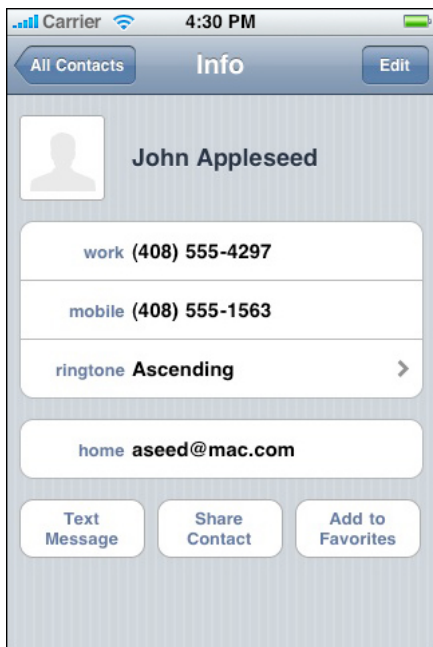 Carrier 4:30 PM
All Contacts Info Edit
John Appleseed
work (408) 555-4297
mobile (408) 555-1563
ringtone Ascending
home aseed@mac.com
Text Share Add to
Message Contact Favorites